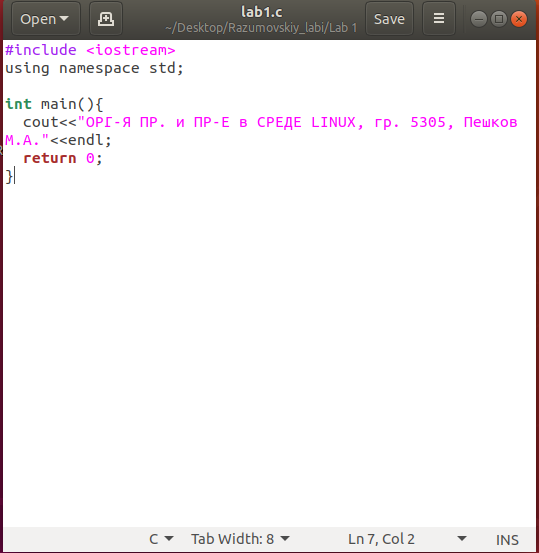 Open
lab1.c
~/Desktop/Razumovskiy_labi/Lab 1
Save
#include <iostream>
using namespace std;
int main(){
  cout<<"ОРГ-Я ПР. и ПР-Е в СРЕДЕ LINUX, гр. 5305, Пешков
М.А."<<endl;
  return 0;
}
C Tab Width: 8 Ln 7, Col 2 INS